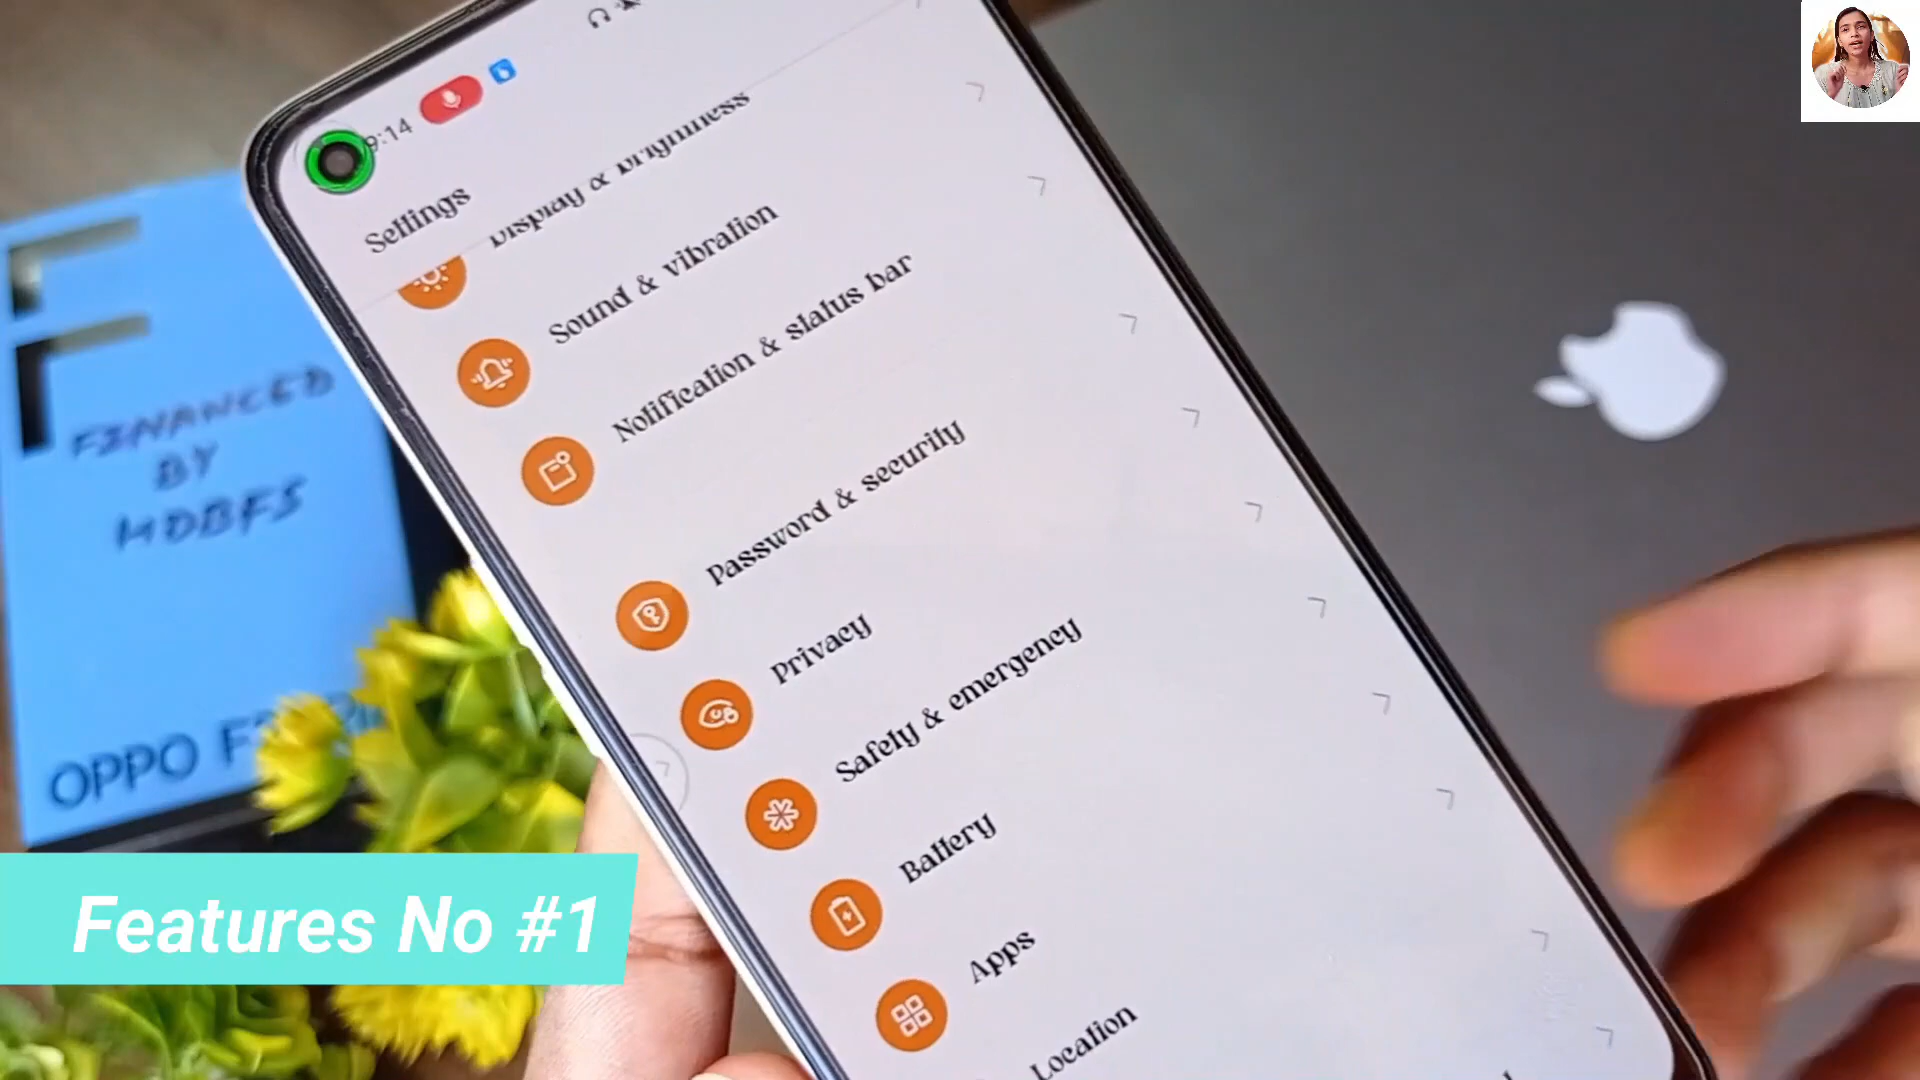 9:14
Settings
Display & brightness
Sound & vibration
Notification & status bar
Password & security
Privacy
Safety & emergency
Battery
Apps
Location
FINANCED
BY
HDBFS
OPPO
Features No #1